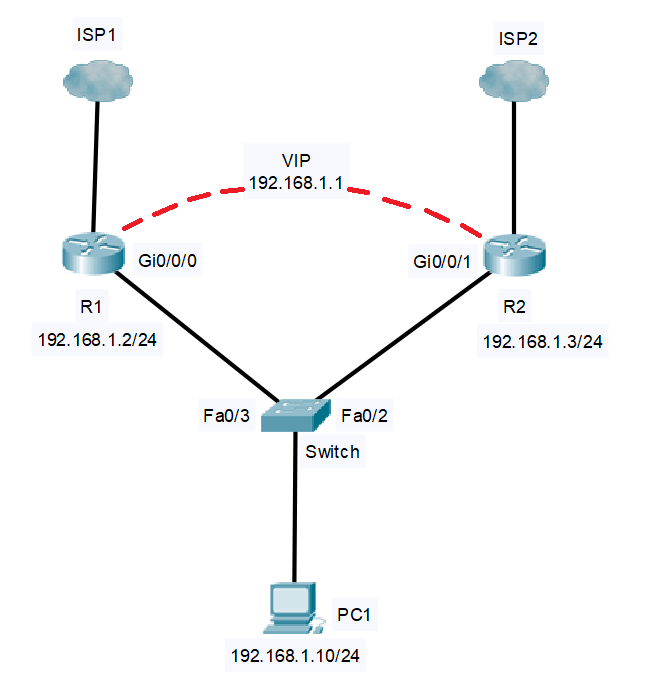 ISP1
ISP2
VIP
192.168.1.1
Gi0/0/0
Gi0/0/1
R1
R2
192.168.1.2/24
192.168.1.3/24
Fa0/3
Fa0/2
Switch
PC1
192.168.1.10/24